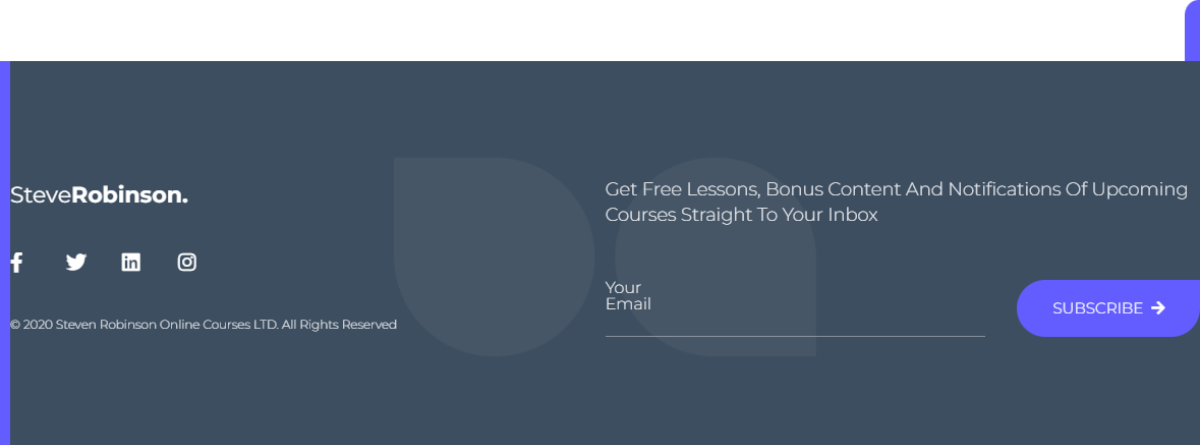 SteveRobinson.
© 2020 Steven Robinson Online Courses LTD. All Rights Reserved
Get Free Lessons, Bonus Content And Notifications Of Upcoming
Courses Straight To Your Inbox
Your
Email
SUBSCRIBE